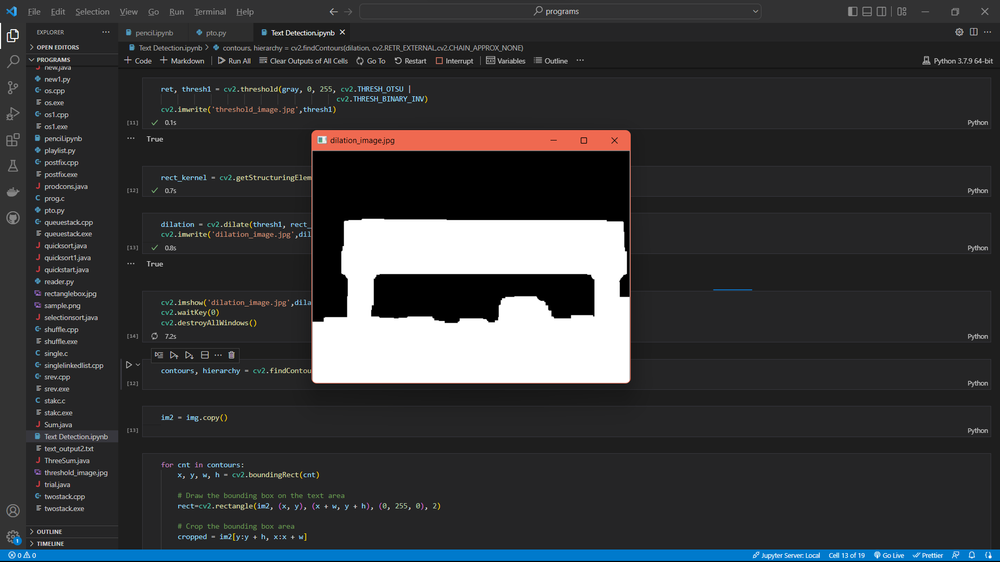 File Edit Selection View Go Run Terminal Help
programs
EXPLORER
OPEN EDITORS
PROGRAMS
new.java
new1.py
os.cpp
os.exe
os1.cpp
os1.exe
pencil.ipynb
playlist.py
postfix.cpp
postfix.exe
prodcons.java
prog.c
pto.py
queuestack.cpp
queuestack.exe
quicksort.java
quicksort1.java
quickstart.java
reader.py
rectanglebox.jpg
sample.png
selectionsort.java
shuffle.cpp
shuffle.exe
single.c
singlelinkedlist.cpp
srev.cpp
srev.exe
stakc.c
stakc.exe
Sum.java
Text Detection.ipynb
text_output2.txt
ThreeSum.java
threshold_image.jpg
trial.java
twostack.cpp
twostack.exe
OUTLINE
TIMELINE
pencil.ipynb pto.py Text Detection.ipynb
Text Detection.ipynb > contours, hierarchy = cv2.findContours(dilation, cv2.RETR_EXTERNAL,cv2.CHAIN_APPROX_NONE)
+ Code + Markdown Run All Clear Outputs of All Cells Go To Restart Interrupt Variables Outline ... Python 3.7.9 64-bit
ret, thresh1 = cv2.threshold(gray, 0, 255, cv2.THRESH_OTSU |
cv2.THRESH_BINARY_INV)
cv2.imwrite('threshold_image.jpg',thresh1)
[11] 0.1s Python
... True
dilation_image.jpg
rect_kernel = cv2.getStructuringElem
[12] 0.7s Python
dilation = cv2.dilate(thresh1, rect_
cv2.imwrite('dilation_image.jpg',dil
[13] 0.8s Python
... True
cv2.imshow('dilation_image.jpg',dila
cv2.waitKey(0)
cv2.destroyAllWindows()
[14] 7.2s Python
contours, hierarchy = cv2.findContou
[12] Python
im2 = img.copy()
[13] Python
for cnt in contours:
x, y, w, h = cv2.boundingRect(cnt)
# Draw the bounding box on the text area
rect=cv2.rectangle(im2, (x, y), (x + w, y + h), (0, 255, 0), 2)
# Crop the bounding box area
cropped = im2[y:y + h, x:x + w]
1
0 0 Jupyter Server: Local Cell 13 of 19 Go Live Prettier